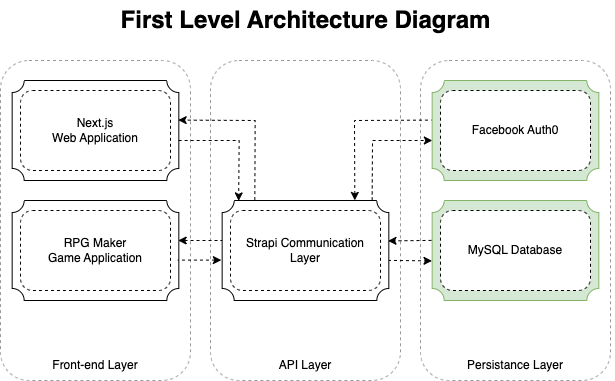 First Level Architecture Diagram
Next.js
Web Application
Facebook Auth0
RPG Maker
Game Application
Strapi Communication
Layer
MySQL Database
Front-end Layer
API Layer
Persistance Layer